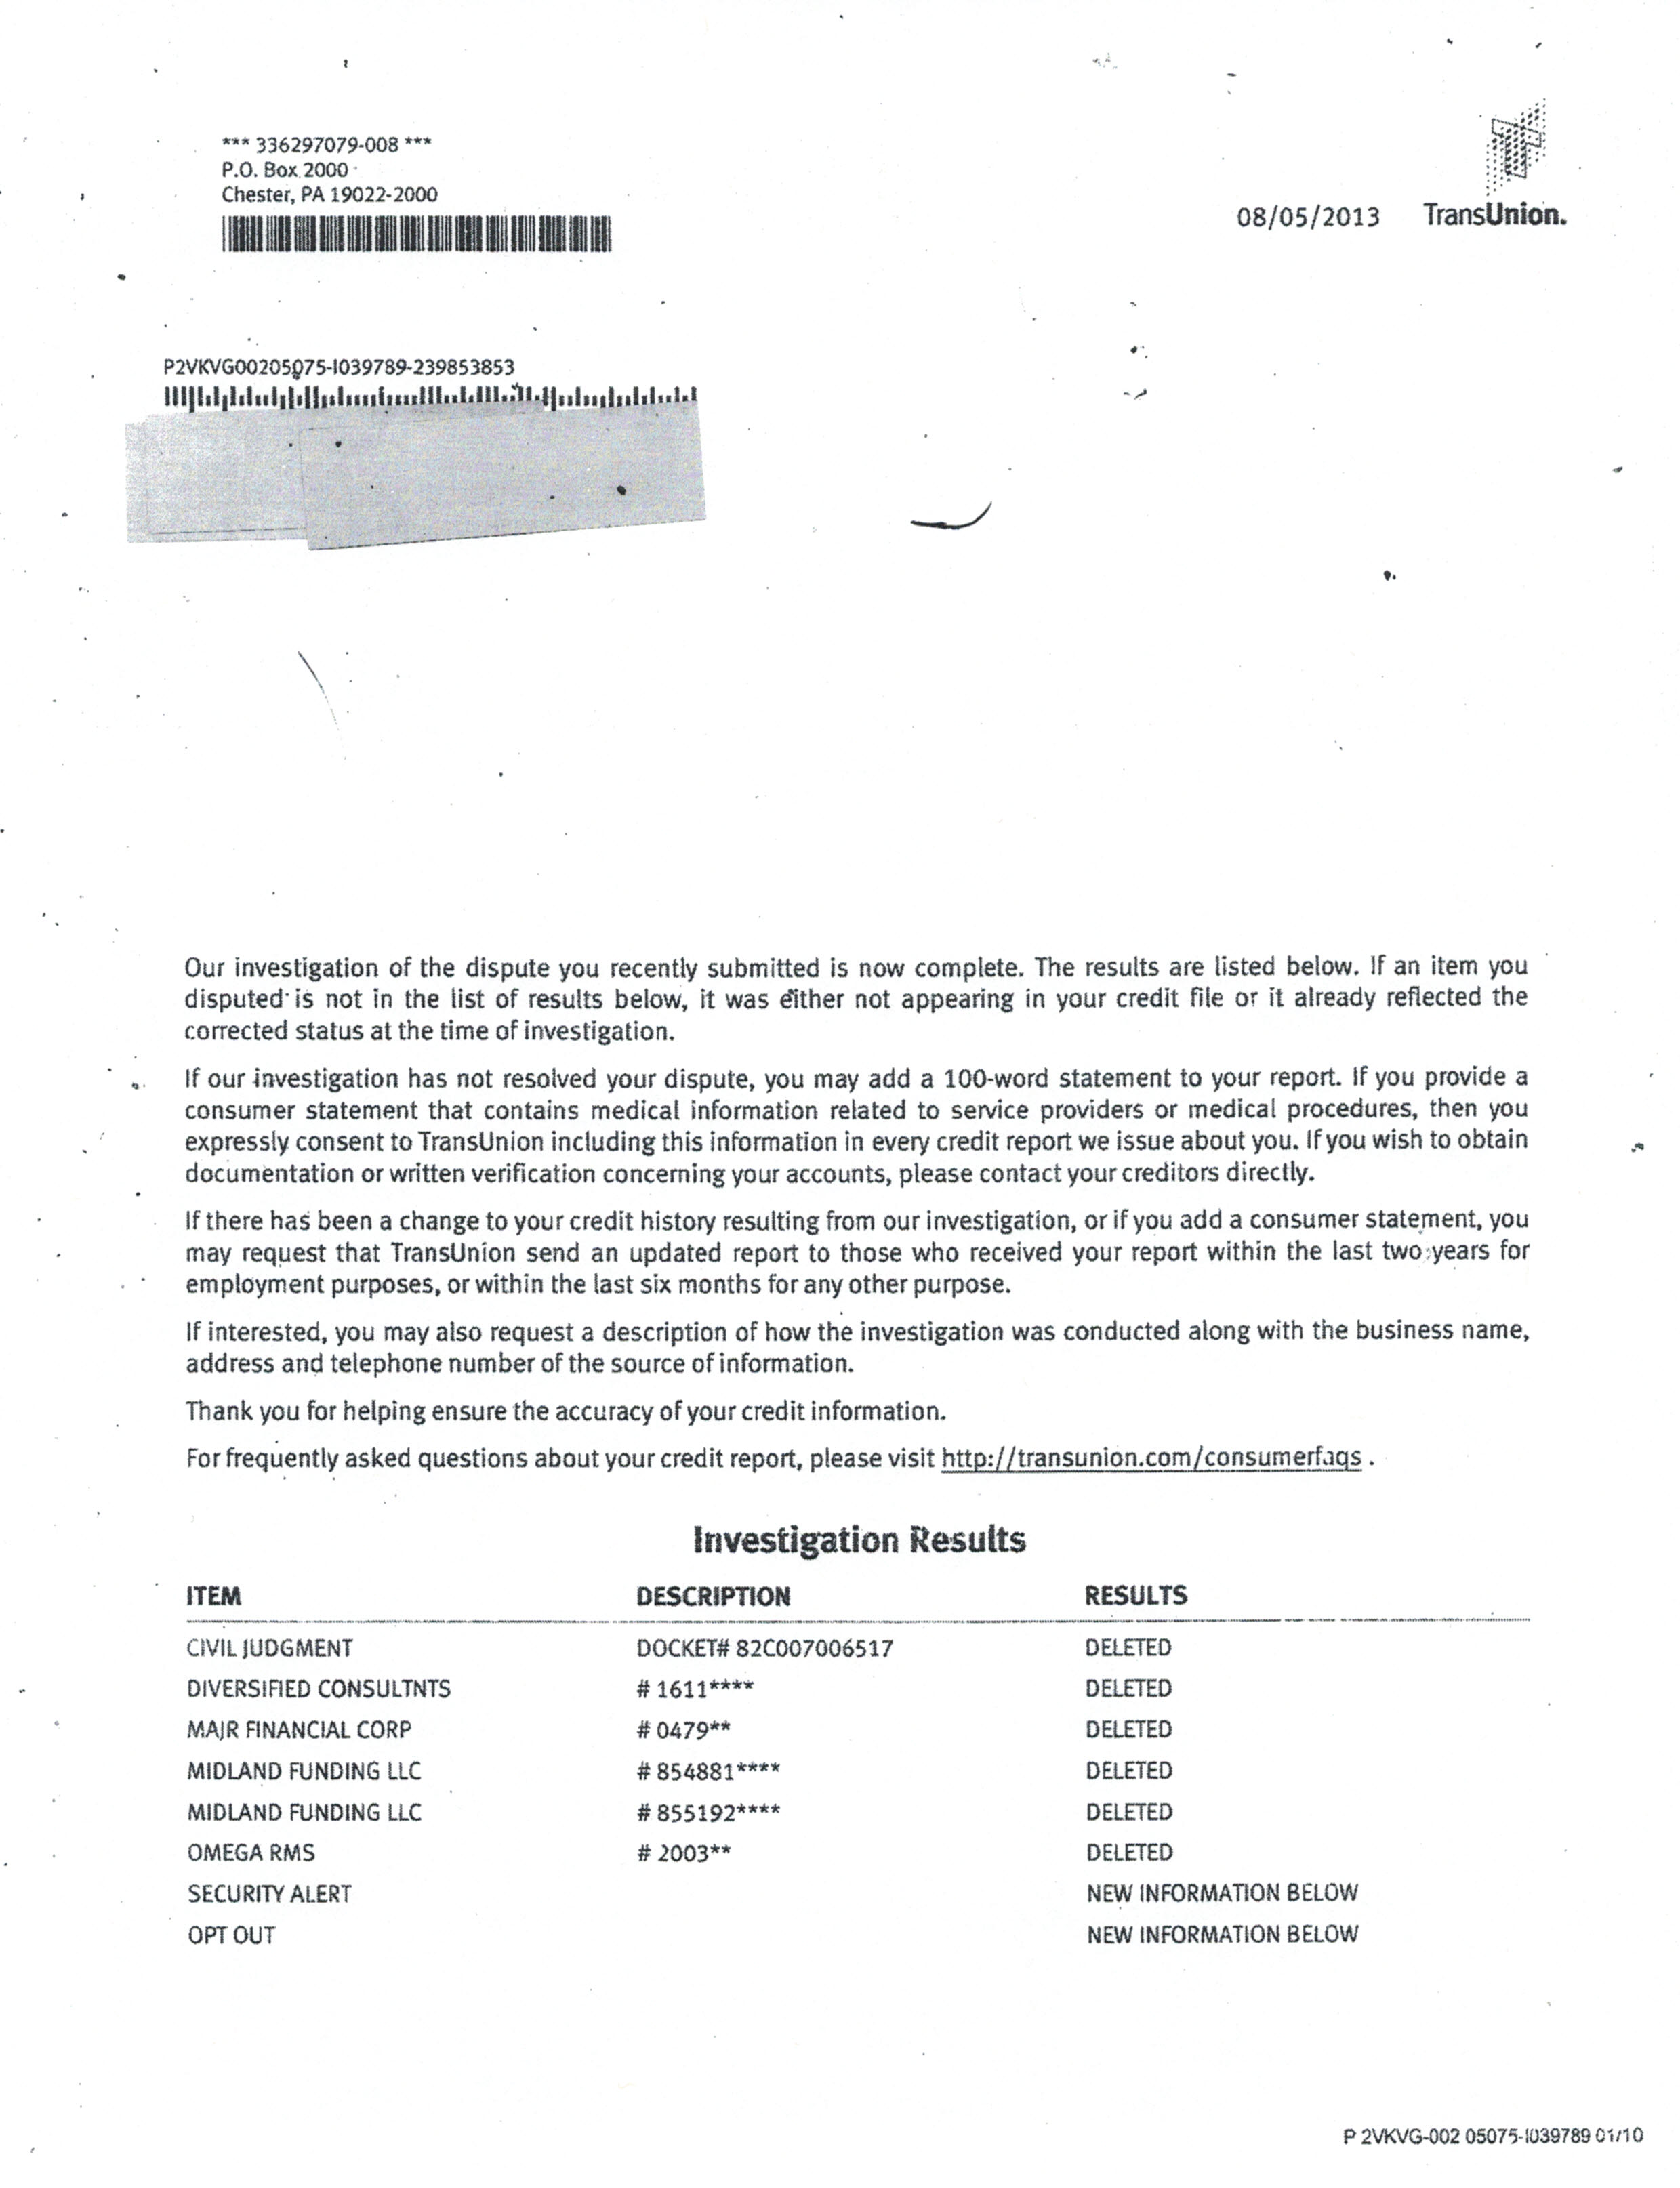 *** 336297079-008 ***
P.O. Box 2000
Chester, PA 19022-2000
08/05/2013 TransUnion.
P2VKVG00205075-I039789-239853853
Our investigation of the dispute you recently submitted is now complete. The results are listed below. If an item you
disputed is not in the list of results below, it was either not appearing in your credit file or it already reflected the
corrected status at the time of investigation.
If our investigation has not resolved your dispute, you may add a 100-word statement to your report. If you provide a
consumer statement that contains medical information related to service providers or medical procedures, then you
expressly consent to TransUnion including this information in every credit report we issue about you. If you wish to obtain
documentation or written verification concerning your accounts, please contact your creditors directly.
If there has been a change to your credit history resulting from our investigation, or if you add a consumer statement, you
may request that TransUnion send an updated report to those who received your report within the last two years for
employment purposes, or within the last six months for any other purpose.
If interested, you may also request a description of how the investigation was conducted along with the business name,
address and telephone number of the source of information.
Thank you for helping ensure the accuracy of your credit information.
For frequently asked questions about your credit report, please visit http://transunion.com/consumerfaqs .
Investigation Results
ITEM DESCRIPTION RESULTS
CIVIL JUDGMENT DOCKET# 82C007006517 DELETED
DIVERSIFIED CONSULTNTS # 1611**** DELETED
MAJR FINANCIAL CORP # 0479** DELETED
MIDLAND FUNDING LLC # 854881**** DELETED
MIDLAND FUNDING LLC # 855192**** DELETED
OMEGA RMS # 2003** DELETED
SECURITY ALERT NEW INFORMATION BELOW
OPT OUT NEW INFORMATION BELOW
P 2VKVG-002 05075-I039789 01/10